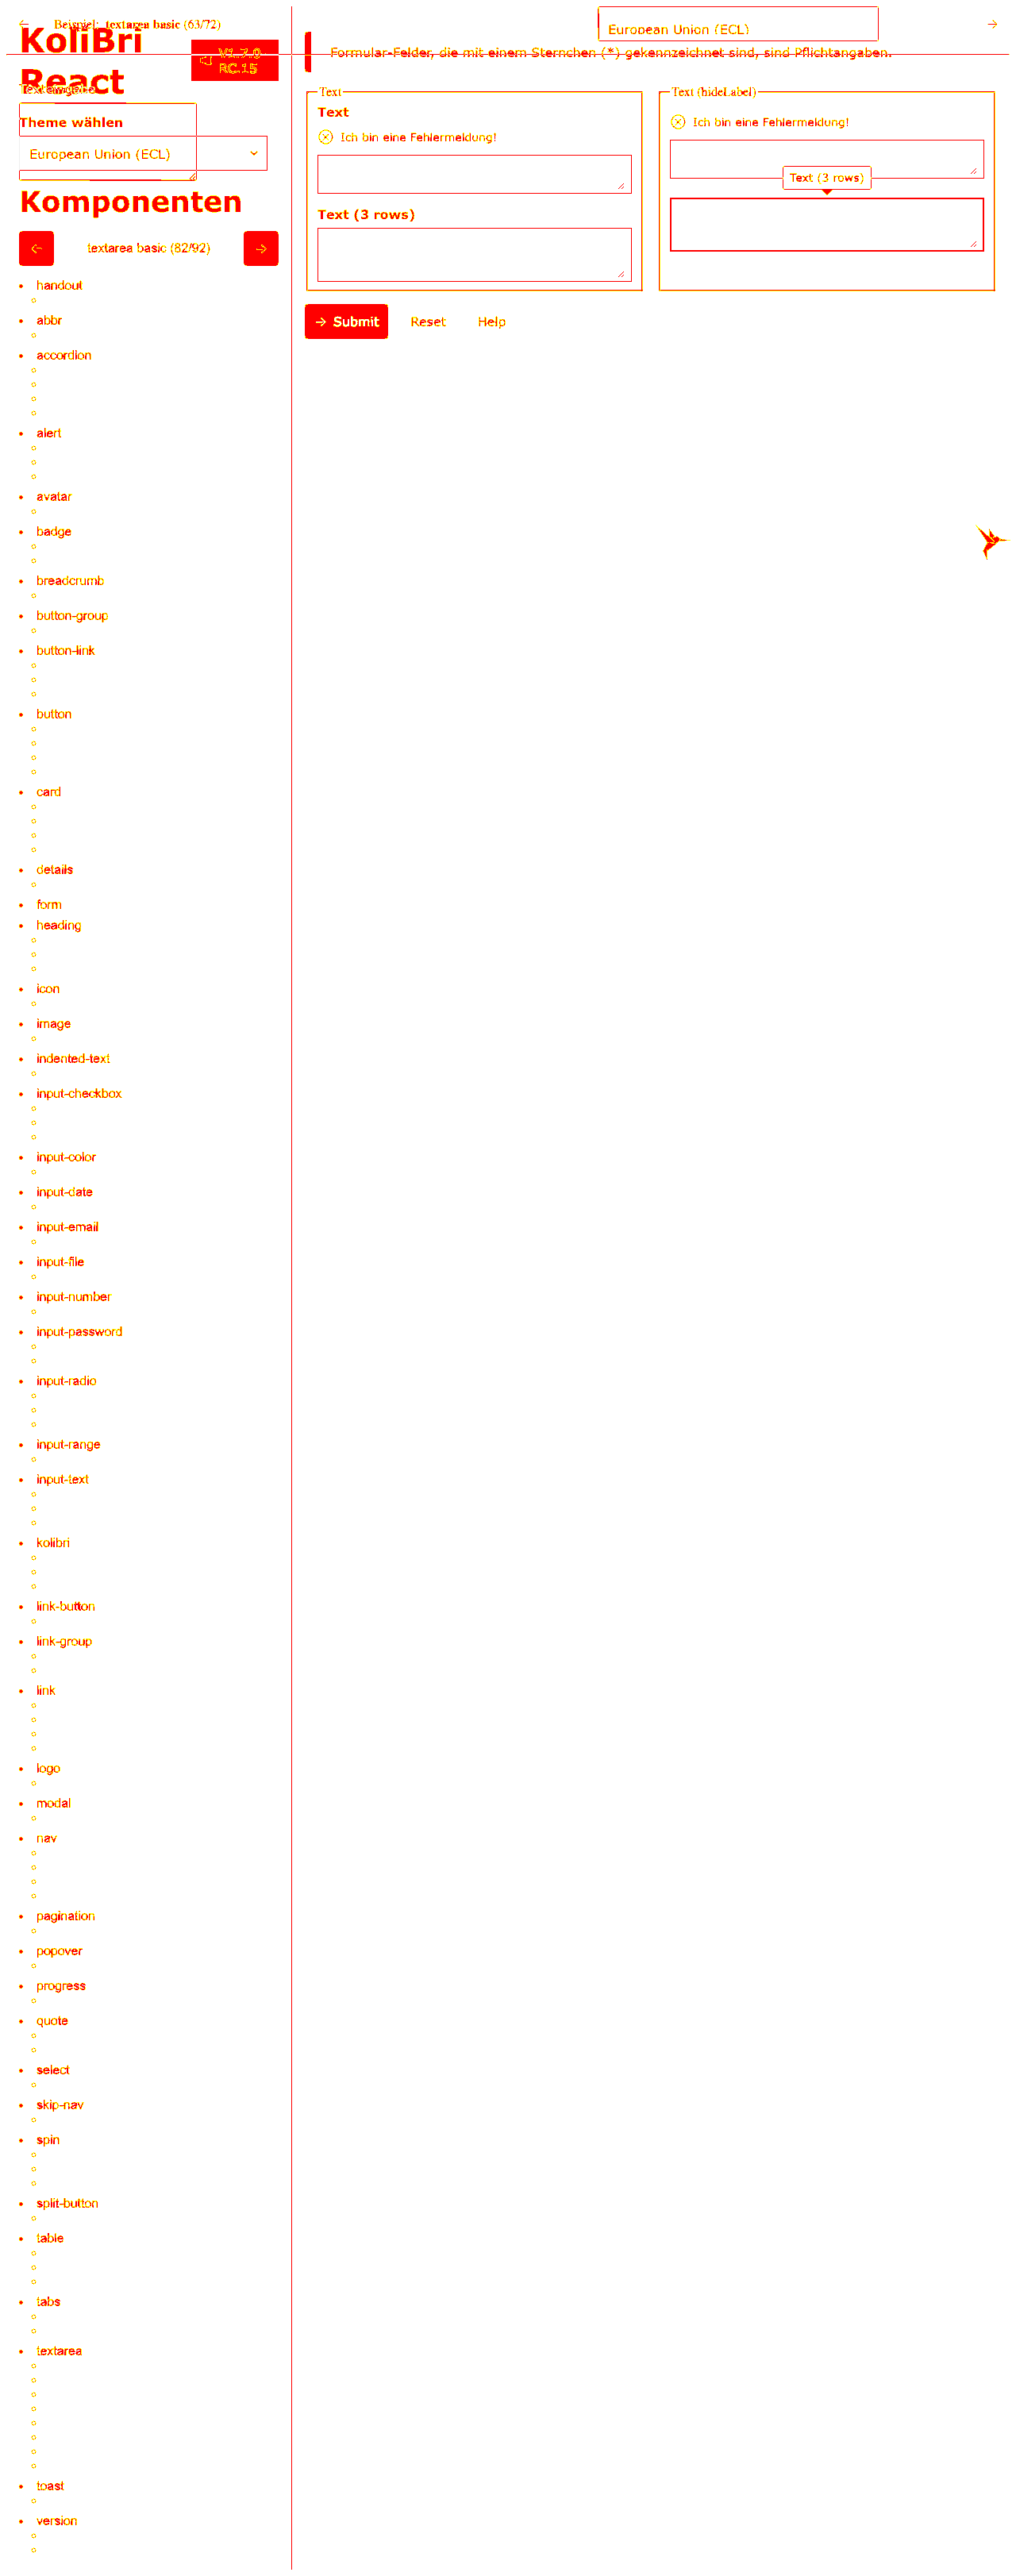 Beispiel: textarea basic (63/72)
European Union (ECL)
KoliBri
React
V1.7.0
RC.15
Formular-Felder, die mit einem Sternchen (*) gekennzeichnet sind, sind Pflichtangaben.
Theme wählen
European Union (ECL)
Komponenten
textarea basic (82/92)
Text
Text
Ich bin eine Fehlermeldung!
Text (3 rows)
Text (hideLabel)
Ich bin eine Fehlermeldung!
Text (3 rows)
Submit Reset Help
handout
abbr
accordion
alert
avatar
badge
breadcrumb
button-group
button-link
button
card
details
form
heading
icon
image
indented-text
input-checkbox
input-color
input-date
input-email
input-file
input-number
input-password
input-radio
input-range
input-text
kolibri
link-button
link-group
link
logo
modal
nav
pagination
popover
progress
quote
select
skip-nav
spin
split-button
table
tabs
textarea
toast
version